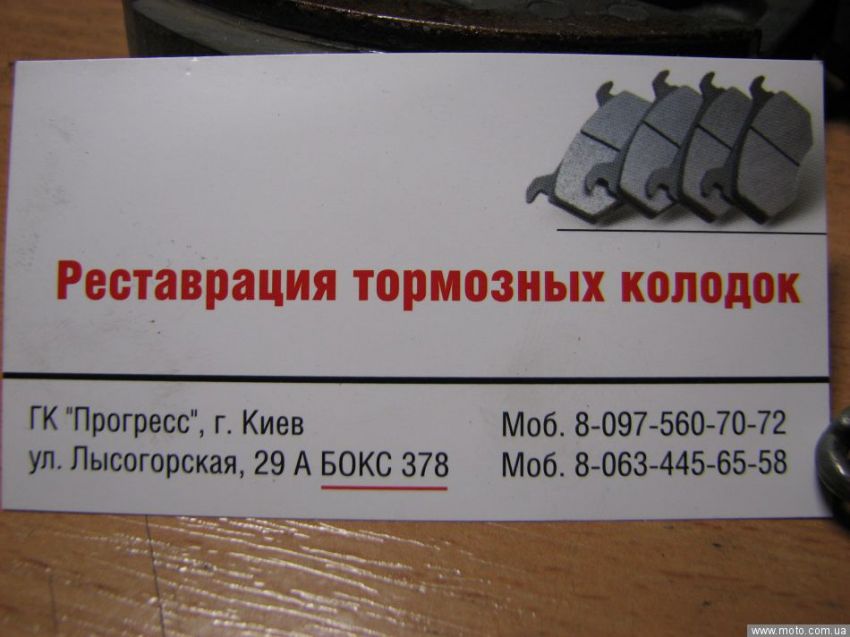 Реставрация тормозных колодок
ГК "Прогресс", г. Киев
ул. Лысогорская, 29 А БОКС 378
Моб. 8-097-560-70-72
Моб. 8-063-445-65-58
www.moto.com.ua